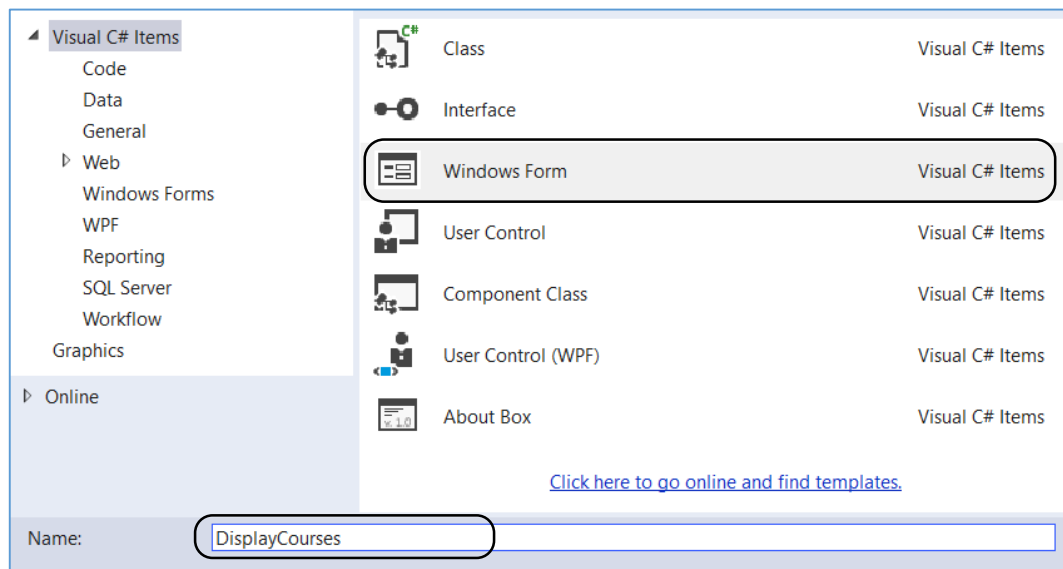 Visual C# Items
Code
Data
General
Web
Windows Forms
WPF
Reporting
SQL Server
Workflow
Graphics
Online
C#
Class Visual C# Items
Interface Visual C# Items
Windows Form Visual C# Items
User Control Visual C# Items
Component Class Visual C# Items
User Control (WPF) Visual C# Items
v. 1.0
About Box Visual C# Items
Click here to go online and find templates.
Name: DisplayCourses